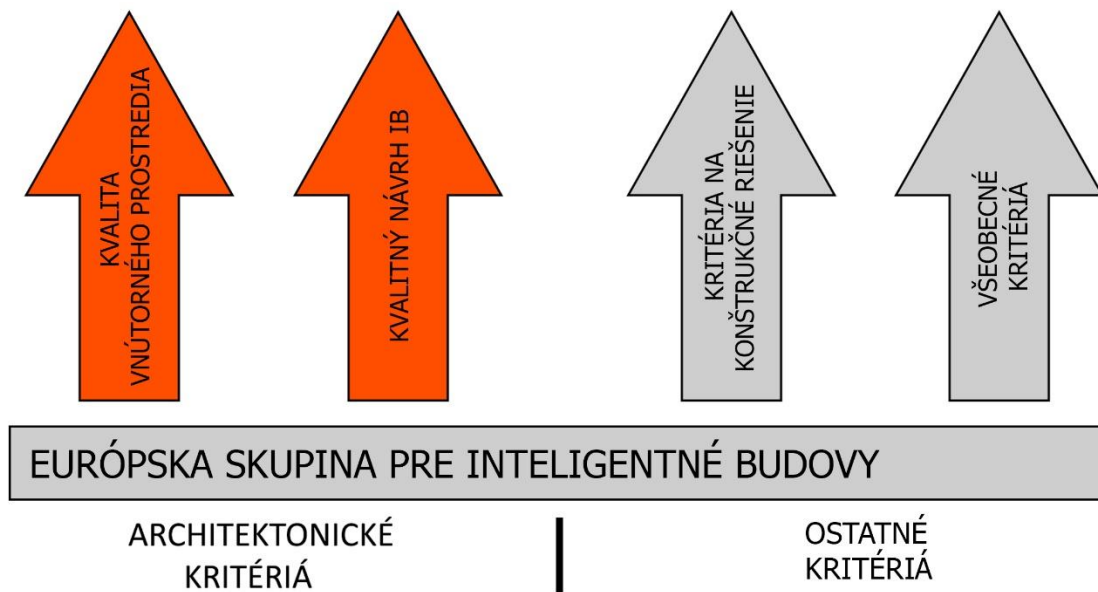 KVALITA
VNÚTORNÉHO PROSTREDIA
KVALITNÝ NÁVRH IB
KRITÉRIA NA
KONŠTRUKČNÉ RIEŠENIE
VŠEOBECNÉ
KRITÉRIÁ
EURÓPSKA SKUPINA PRE INTELIGENTNÉ BUDOVY
ARCHITEKTONICKÉ
KRITÉRIÁ
OSTATNÉ
KRITÉRIÁ